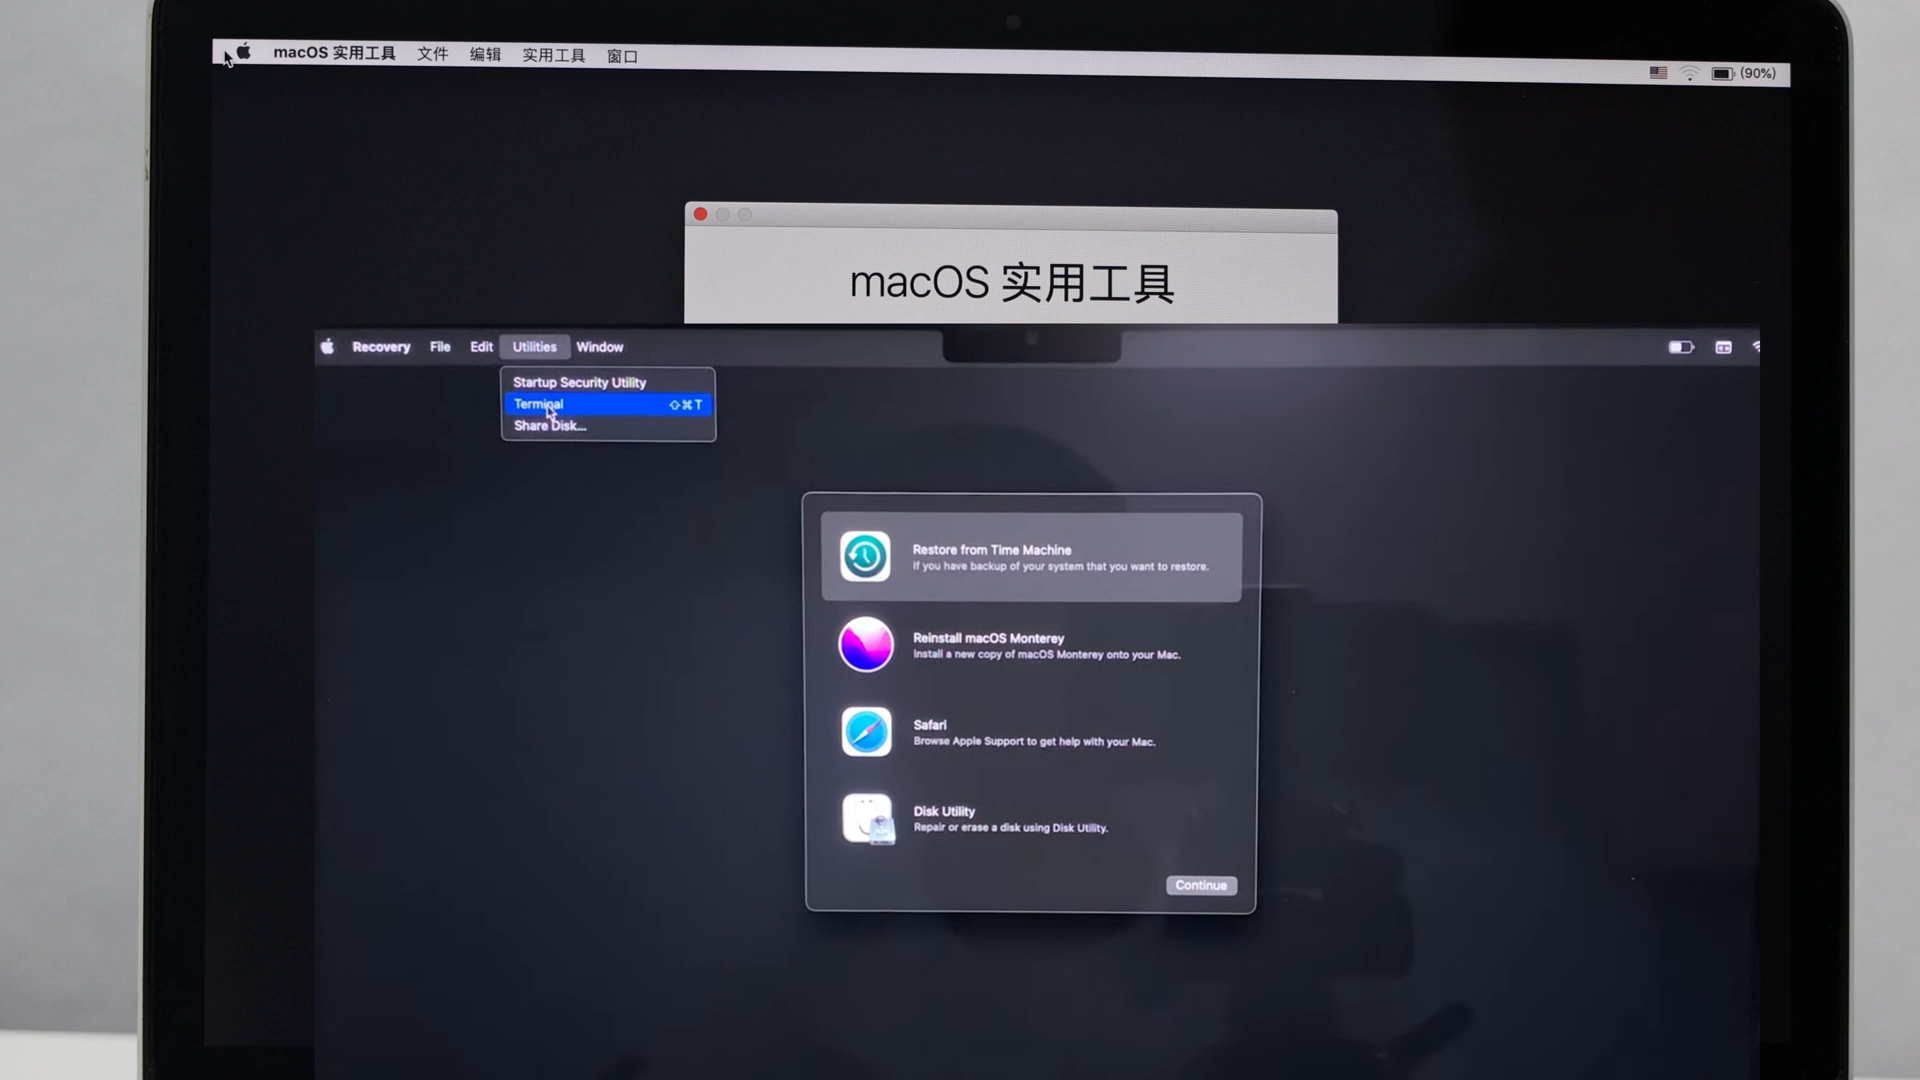 macOS 实用工具 文件 编辑 实用工具 窗口 (90%)
macOS 实用工具
Recovery File Edit Utilities Window
Startup Security Utility
Terminal ⇧⌘T
Share Disk...
Restore from Time Machine
If you have backup of your system that you want to restore.
Reinstall macOS Monterey
Install a new copy of macOS Monterey onto your Mac.
Safari
Browse Apple Support to get help with your Mac.
Disk Utility
Repair or erase a disk using Disk Utility.
Continue